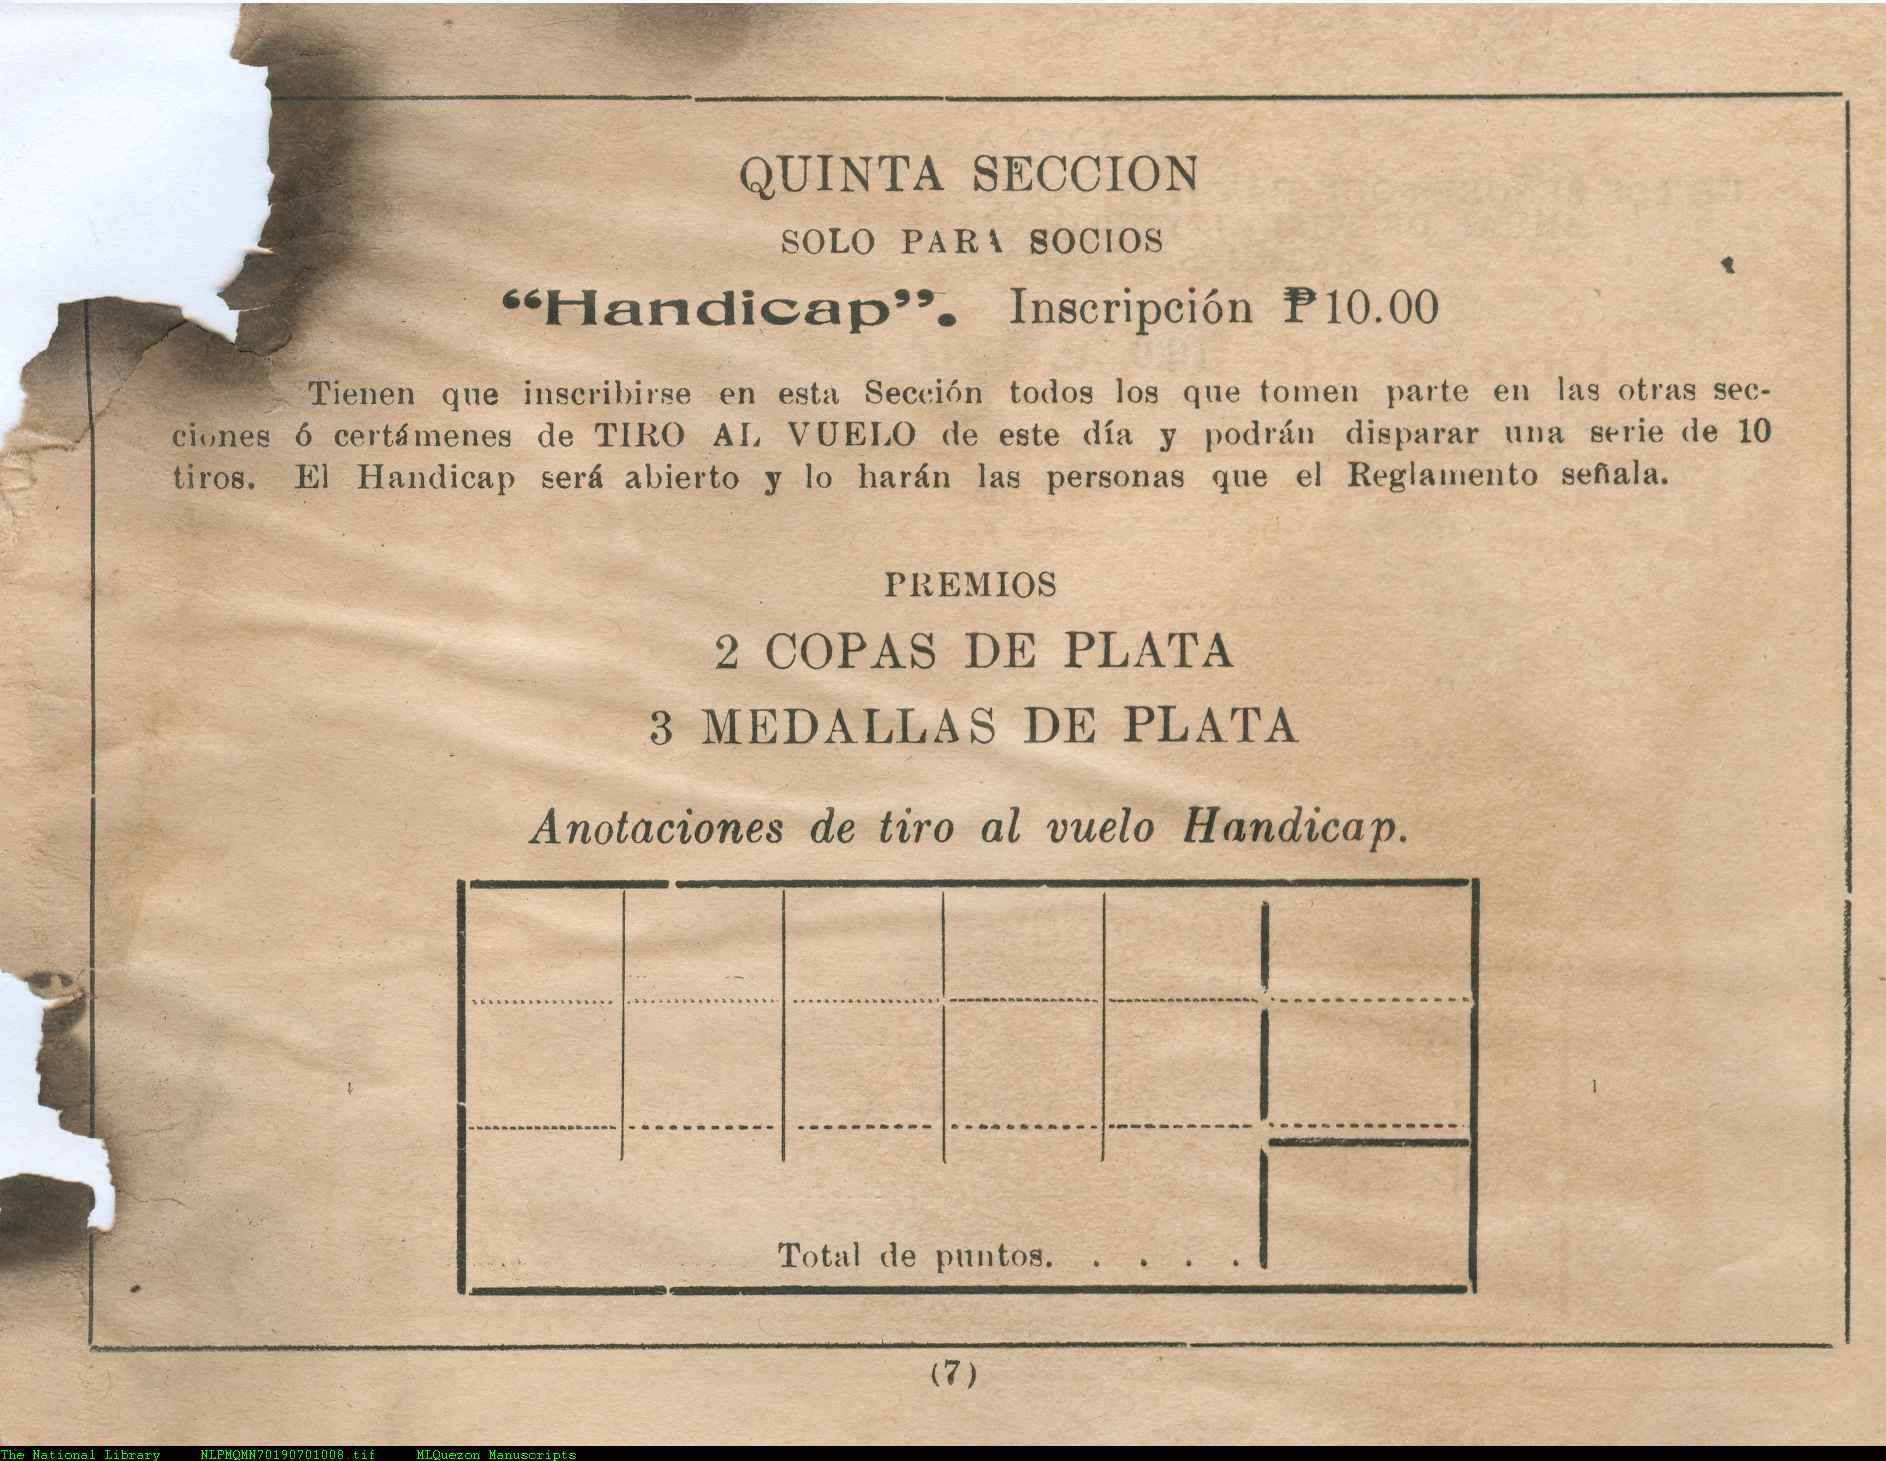 QUINTA SECCION
SOLO PARA SOCIOS
“Handicap”. Inscripción ₱10.00
Tienen que inscribirse en esta Sección todos los que tomen parte en las otras sec-
ciones ó certámenes de TIRO AL VUELO de este día y podrán disparar una serie de 10
tiros. El Handicap será abierto y lo harán las personas que el Reglamento señala.
PREMIOS
2 COPAS DE PLATA
3 MEDALLAS DE PLATA
Anotaciones de tiro al vuelo Handicap.
Total de puntos. . . . .
(7)
The National Library NLPMQMN70190701008.tif MLQuezon Manuscripts